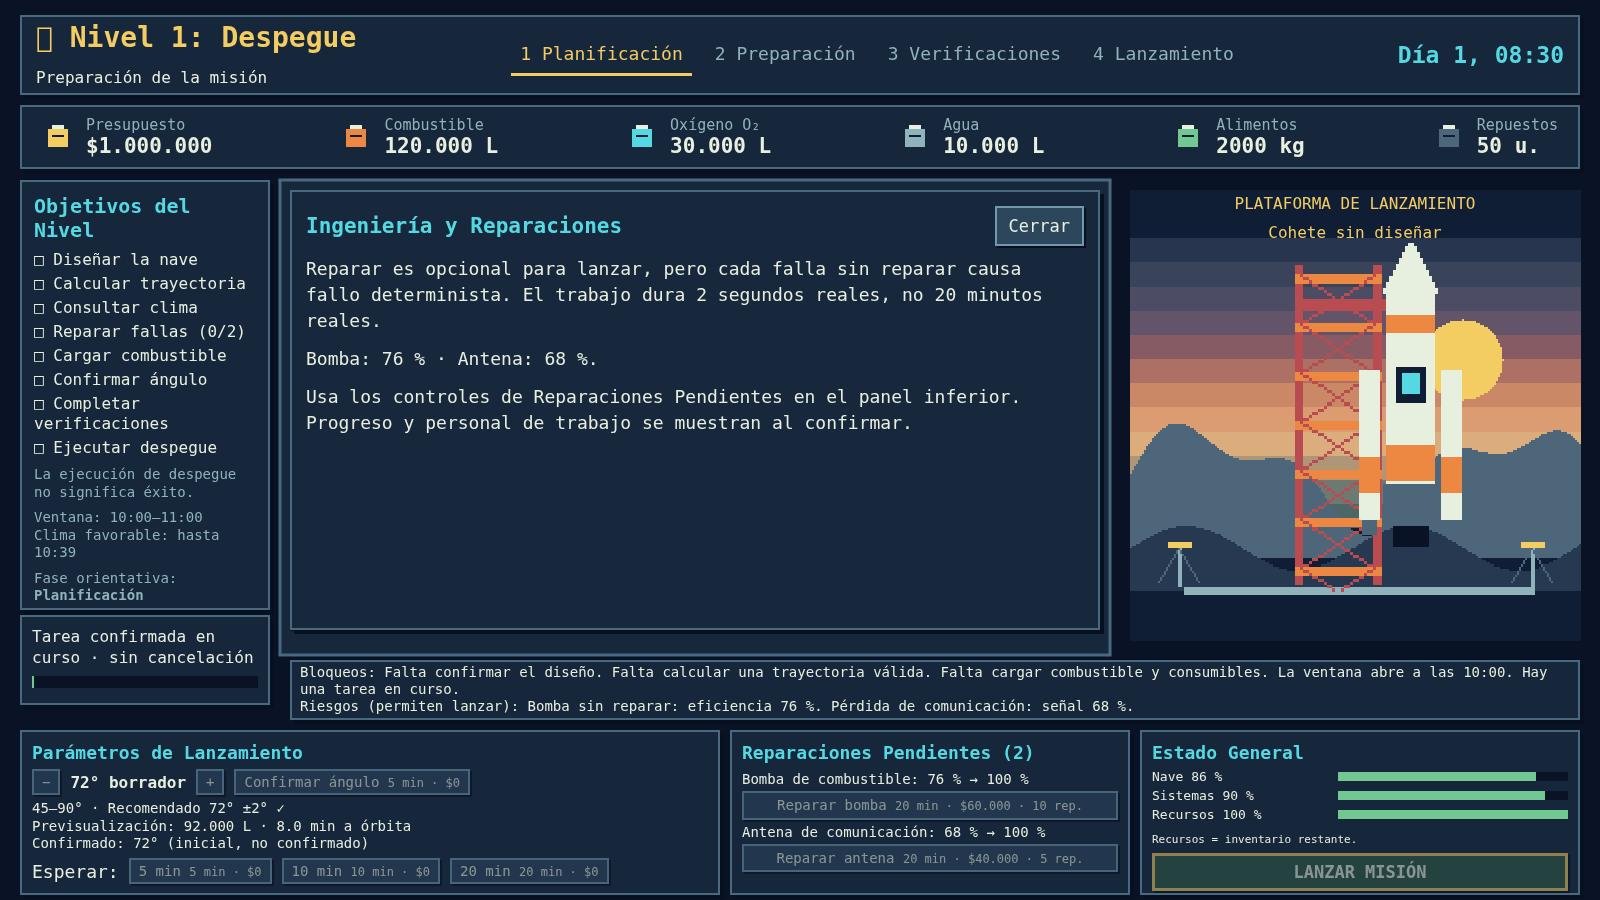 Nivel 1: Despegue
Preparación de la misión
1 Planificación
2 Preparación
3 Verificaciones
4 Lanzamiento
Día 1, 08:30
Presupuesto
$1.000.000
Combustible
120.000 L
Oxígeno O₂
30.000 L
Agua
10.000 L
Alimentos
2000 kg
Repuestos
50 u.
Objetivos del
Nivel
□ Diseñar la nave
□ Calcular trayectoria
□ Consultar clima
□ Reparar fallas (0/2)
□ Cargar combustible
□ Confirmar ángulo
□ Completar
verificaciones
□ Ejecutar despegue
La ejecución de despegue
no significa éxito.
Ventana: 10:00–11:00
Clima favorable: hasta
10:39
Fase orientativa:
Planificación
Tarea confirmada en
curso · sin cancelación
Ingeniería y Reparaciones
Cerrar
Reparar es opcional para lanzar, pero cada falla sin reparar causa
fallo determinista. El trabajo dura 2 segundos reales, no 20 minutos
reales.
Bomba: 76 % · Antena: 68 %.
Usa los controles de Reparaciones Pendientes en el panel inferior.
Progreso y personal de trabajo se muestran al confirmar.
PLATAFORMA DE LANZAMIENTO
Cohete sin diseñar
Bloqueos: Falta confirmar el diseño. Falta calcular una trayectoria válida. Falta cargar combustible y consumibles. La ventana abre a las 10:00. Hay
una tarea en curso.
Riesgos (permiten lanzar): Bomba sin reparar: eficiencia 76 %. Pérdida de comunicación: señal 68 %.
Parámetros de Lanzamiento
− 72° borrador + Confirmar ángulo 5 min · $0
45–90° · Recomendado 72° ±2° ✓
Previsualización: 92.000 L · 8.0 min a órbita
Confirmado: 72° (inicial, no confirmado)
Esperar: 5 min 5 min · $0 10 min 10 min · $0 20 min 20 min · $0
Reparaciones Pendientes (2)
Bomba de combustible: 76 % → 100 %
Reparar bomba 20 min · $60.000 · 10 rep.
Antena de comunicación: 68 % → 100 %
Reparar antena 20 min · $40.000 · 5 rep.
Estado General
Nave 86 %
Sistemas 90 %
Recursos 100 %
Recursos = inventario restante.
LANZAR MISIÓN